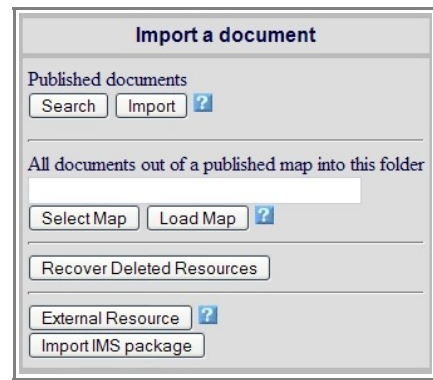 Import a document
Published documents
Search Import ?
All documents out of a published map into this folder
Select Map Load Map ?
Recover Deleted Resources
External Resource ?
Import IMS package